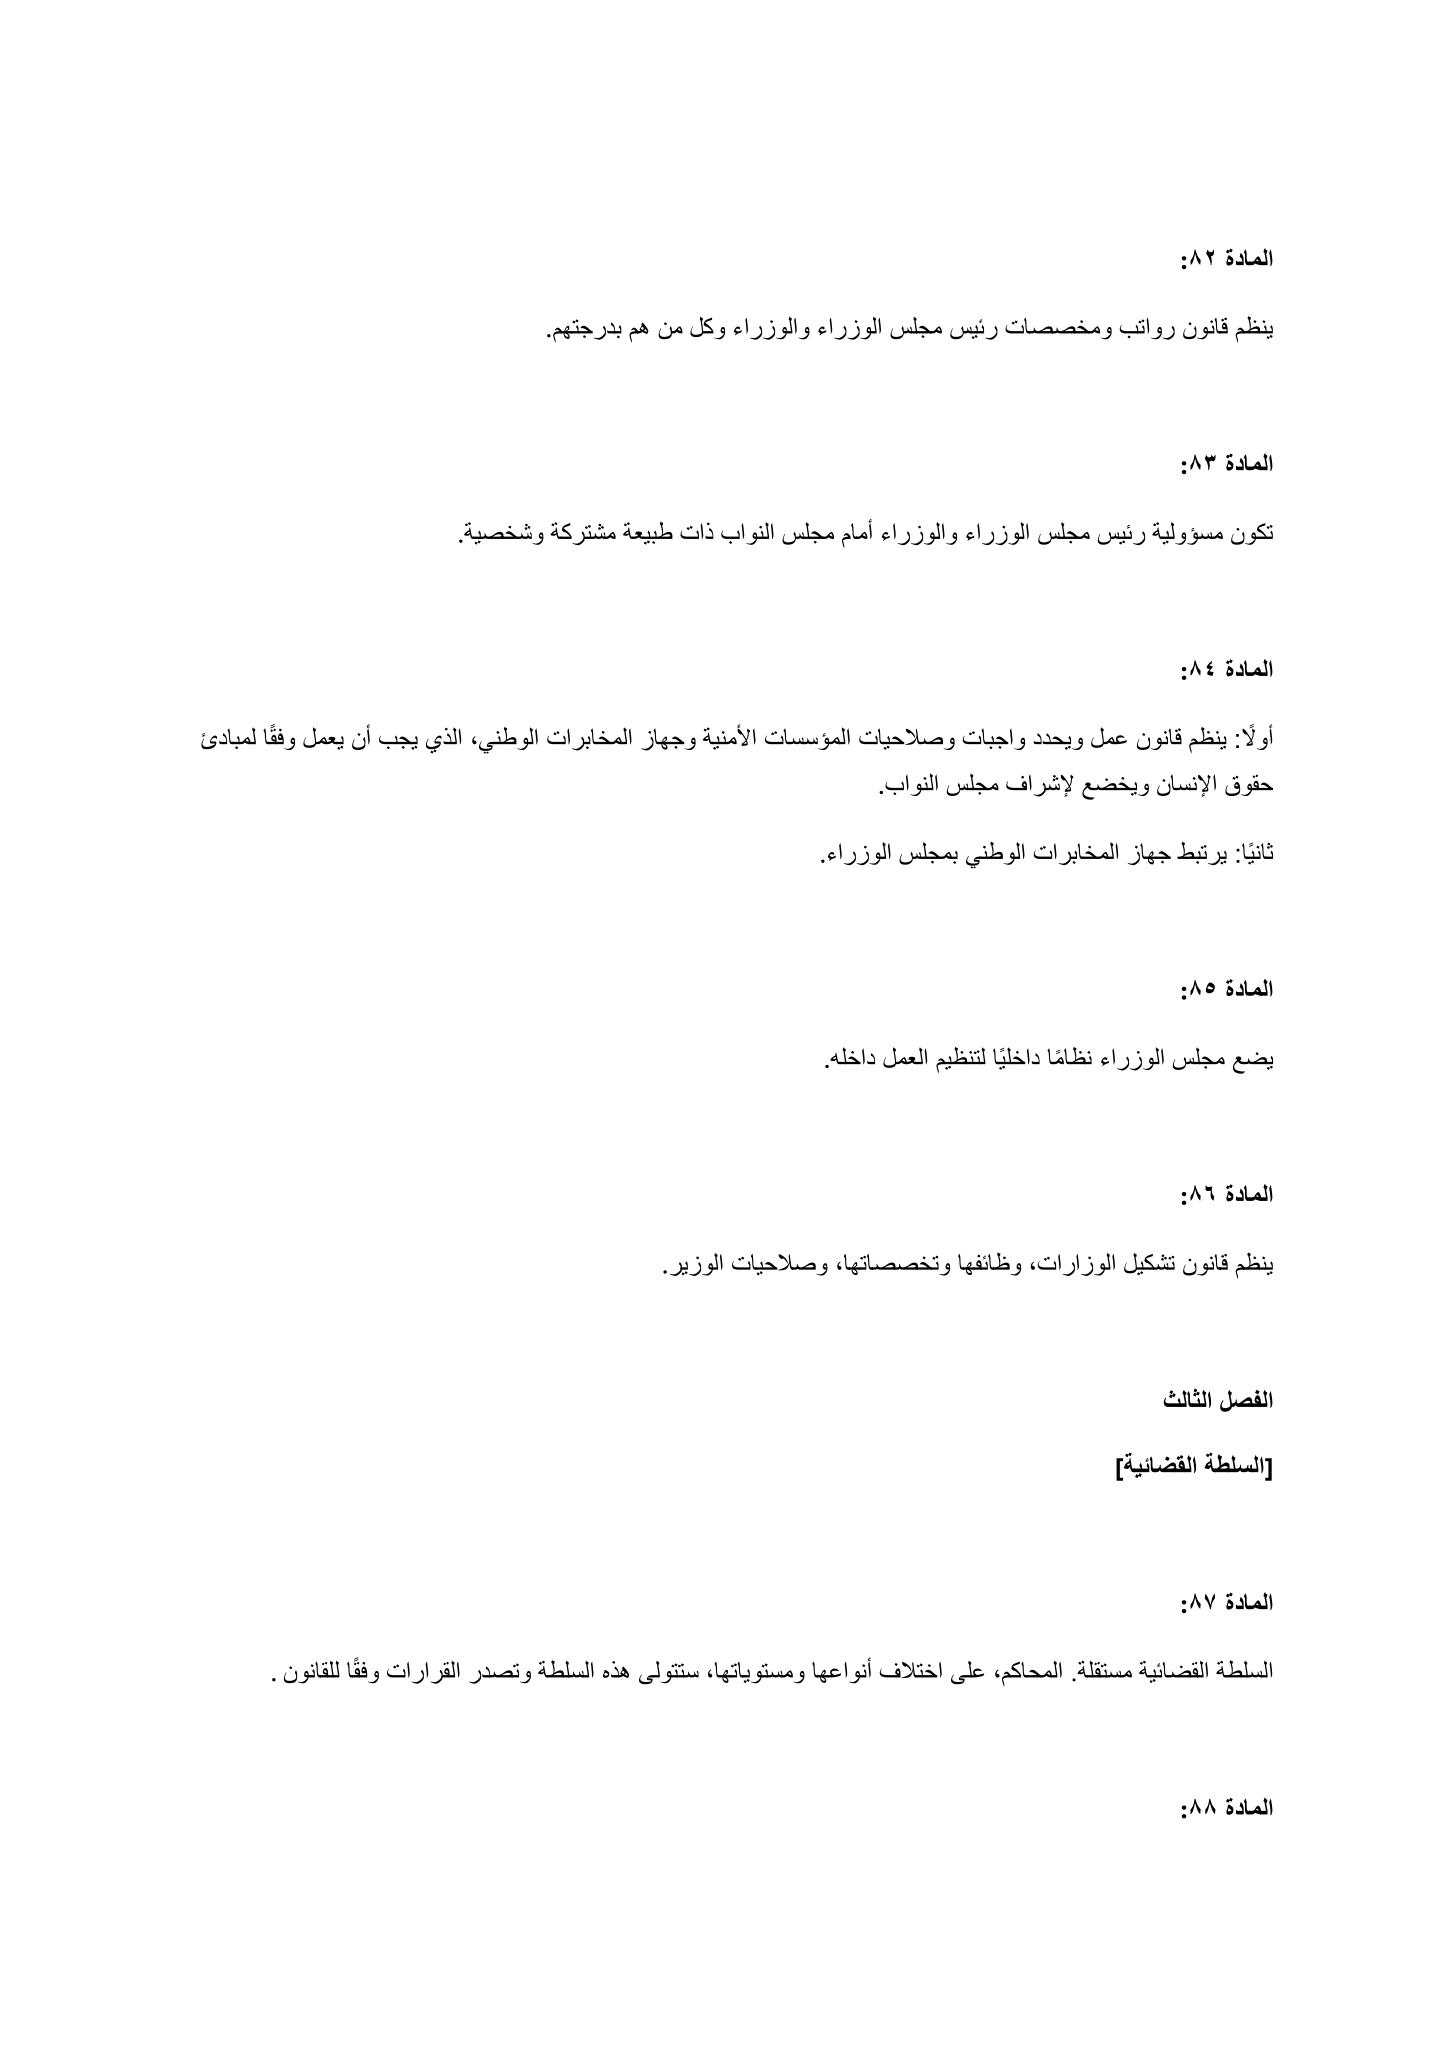 المادة ٨٢:
ينظم قانون رواتب ومخصصات رئيس مجلس الوزراء والوزراء وكل من هم بدرجتهم.
المادة ٨٣:
تكون مسؤولية رئيس مجلس الوزراء والوزراء أمام مجلس النواب ذات طبيعة مشتركة وشخصية.
المادة ٨٤:
أولًا: ينظم قانون عمل ويحدد واجبات وصلاحيات المؤسسات الأمنية وجهاز المخابرات الوطني، الذي يجب أن يعمل وفقًا لمبادئ
حقوق الإنسان ويخضع لإشراف مجلس النواب.
ثانيًا: يرتبط جهاز المخابرات الوطني بمجلس الوزراء.
المادة ٨٥:
يضع مجلس الوزراء نظامًا داخليًا لتنظيم العمل داخله.
المادة ٨٦:
ينظم قانون تشكيل الوزارات، وظائفها وتخصصاتها، وصلاحيات الوزير.
الفصل الثالث
[السلطة القضائية]
المادة ٨٧:
السلطة القضائية مستقلة. المحاكم، على اختلاف أنواعها ومستوياتها، ستتولى هذه السلطة وتصدر القرارات وفقًا للقانون .
المادة ٨٨: